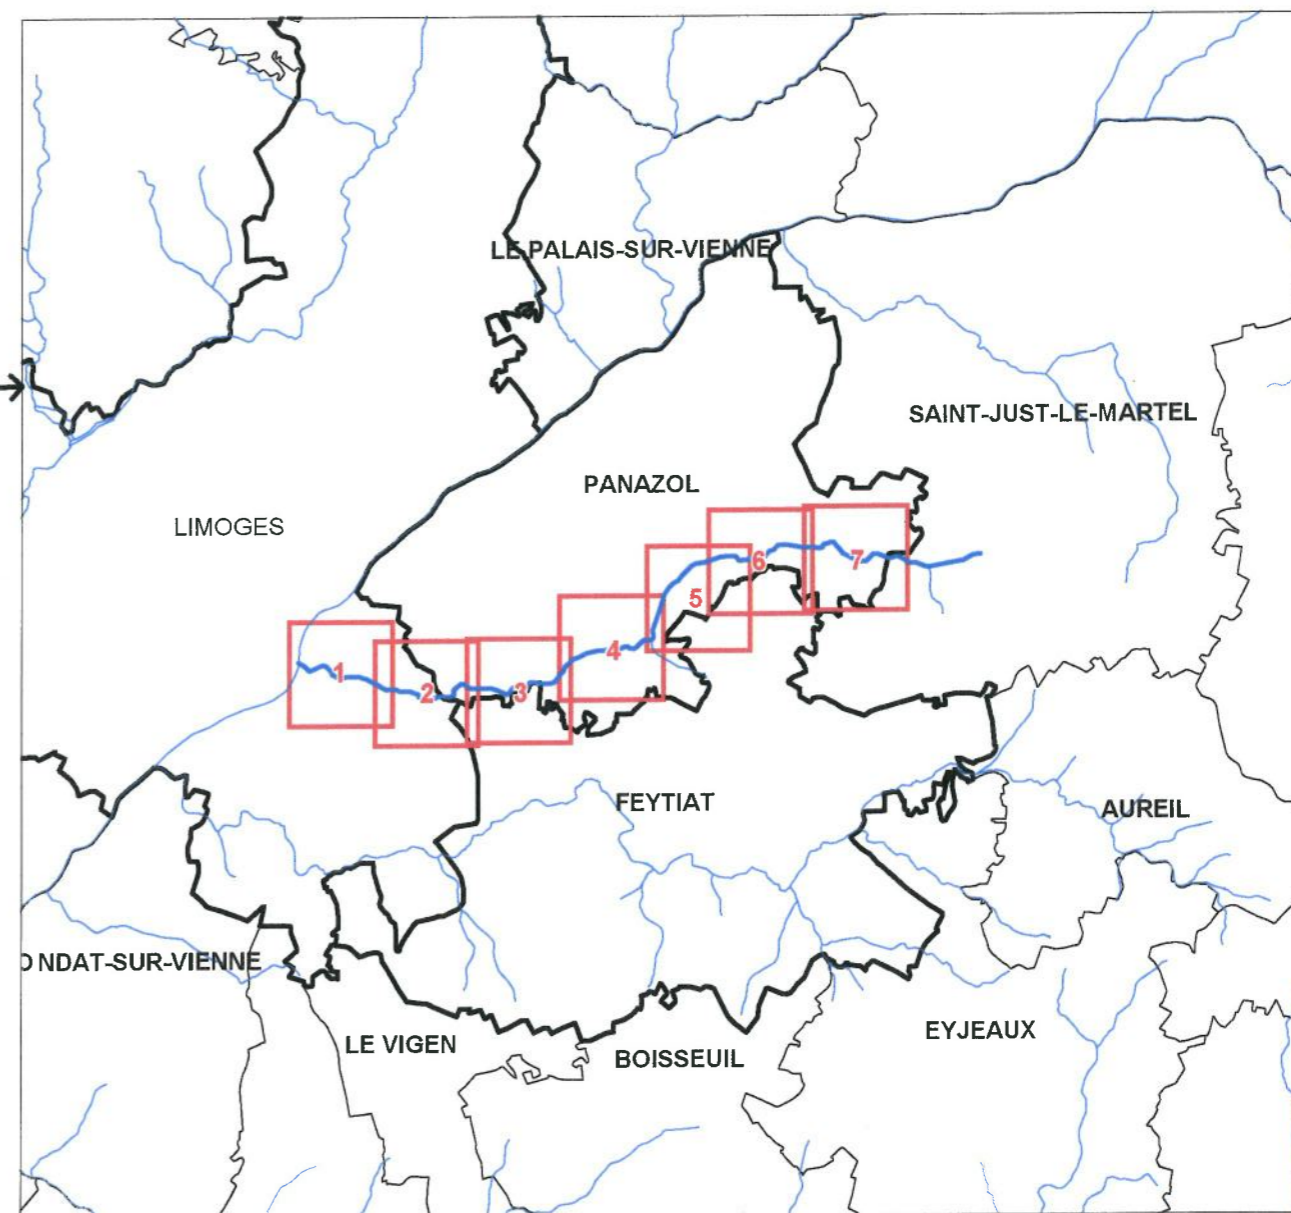 LE PALAIS-SUR-VIENNE
SAINT-JUST-LE-MARTEL
PANAZOL
LIMOGES
6
7
5
4
1
2
3
FEYTIAT
AUREIL
NDAT-SUR-VIENNE
EYJEAUX
LE VIGEN
BOISSEUIL